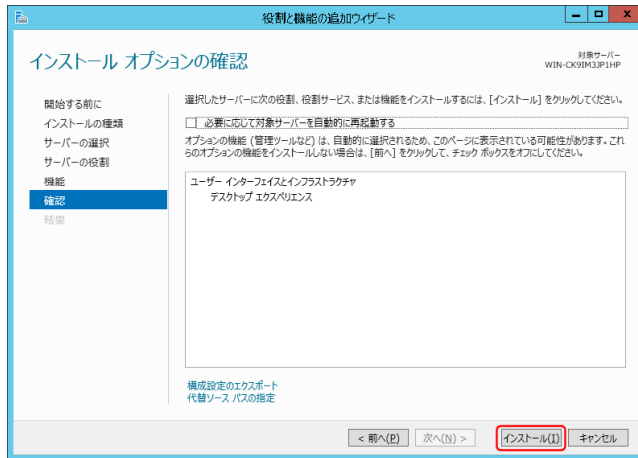 役割と機能の追加ウィザード
インストール オプションの確認
対象サーバー
WIN-CK9IM3JP1HP
開始する前に
インストールの種類
サーバーの選択
サーバーの役割
機能
確認
結果
選択したサーバーに次の役割、役割サービス、または機能をインストールするには、[インストール] をクリックしてください。
必要に応じて対象サーバーを自動的に再起動する
オプションの機能 (管理ツールなど) は、自動的に選択されるため、このページに表示されている可能性があります。これ
らのオプションの機能をインストールしない場合は、[前へ] をクリックして、チェック ボックスをオフにしてください。
ユーザー インターフェイスとインフラストラクチャ
デスクトップ エクスペリエンス
構成設定のエクスポート
代替ソース パスの指定
< 前へ(P)
次へ(N) >
インストール(I)
キャンセル